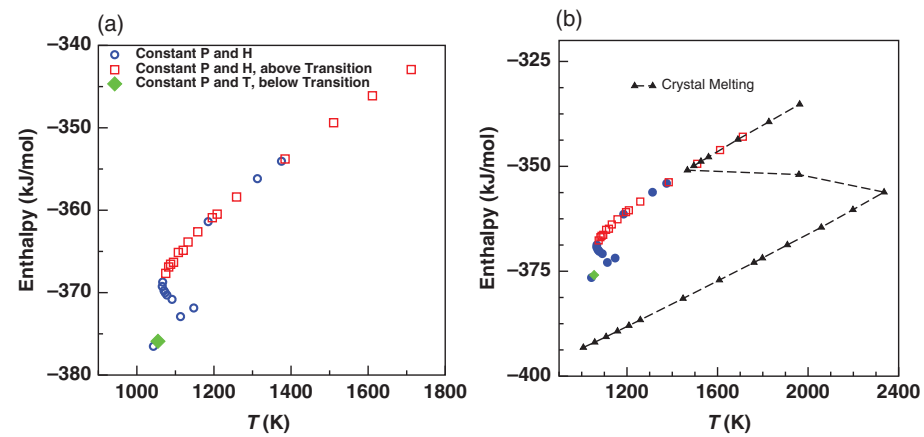 (a)
Constant P and H
Constant P and H, above Transition
Constant P and T, below Transition
−340
−350
−360
−370
−380
Enthalpy (kJ/mol)
1000 1200 1400 1600 1800
T (K)
(b)
Crystal Melting
−325
−350
−375
−400
Enthalpy (kJ/mol)
1200 1600 2000 2400
T (K)